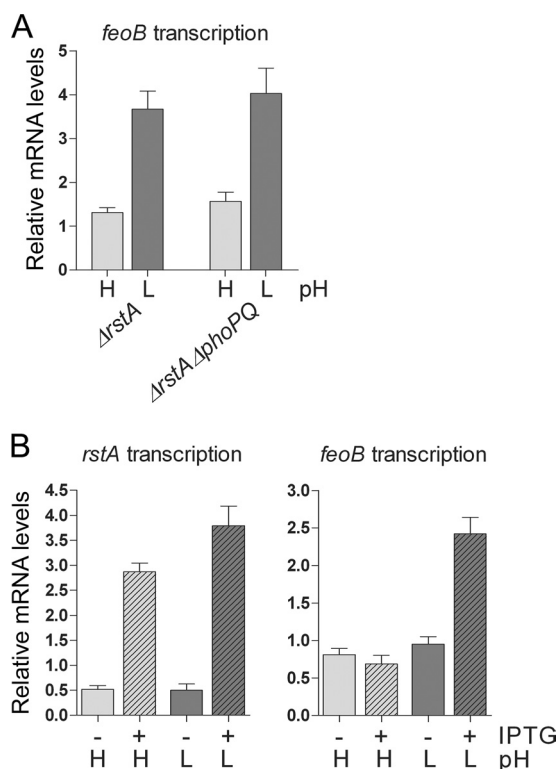 A
feoB transcription
Relative mRNA levels
5
4
3
2
1
0
H L H L pH
ΔrstA
ΔrstAΔphoPQ
B
rstA transcription
Relative mRNA levels
4.5
4.0
3.5
3.0
2.5
2.0
1.5
1.0
0.5
0.0
feoB transcription
3.0
2.5
2.0
1.5
1.0
0.5
0.0
- + - + - + - + IPTG
H H L L H H L L pH